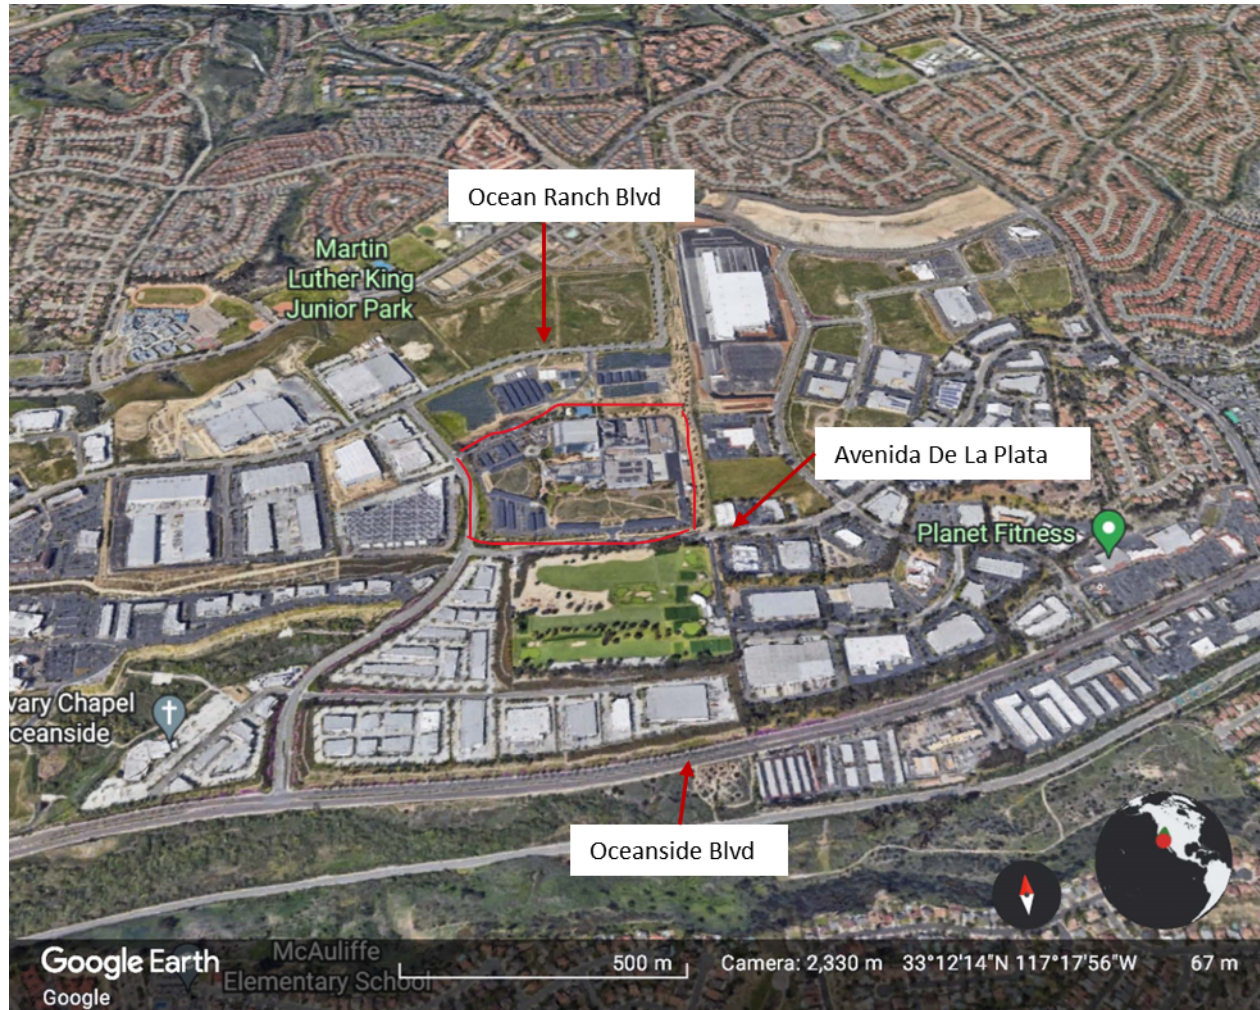 Ocean Ranch Blvd
Martin
Luther King
Junior Park
Avenida De La Plata
Planet Fitness
vary Chapel
ceanside
Oceanside Blvd
McAuliffe
Elementary School
Google Earth
500 m
Camera: 2,330 m 33°12'14"N 117°17'56"W 67 m
Google